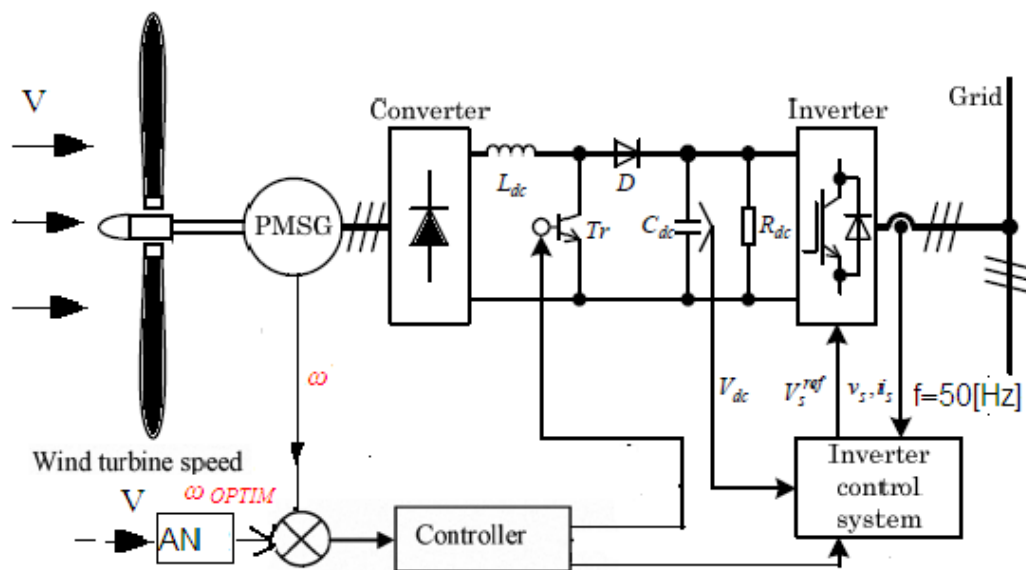 V
Converter
Inverter
Grid
L_dc
D
PMSG
Tr
C_dc
R_dc
ω
V_dc
V_s^ref
v_s, i_s
f=50[Hz]
Wind turbine speed
V
ω OPTIM
AN
Controller
Inverter
control
system